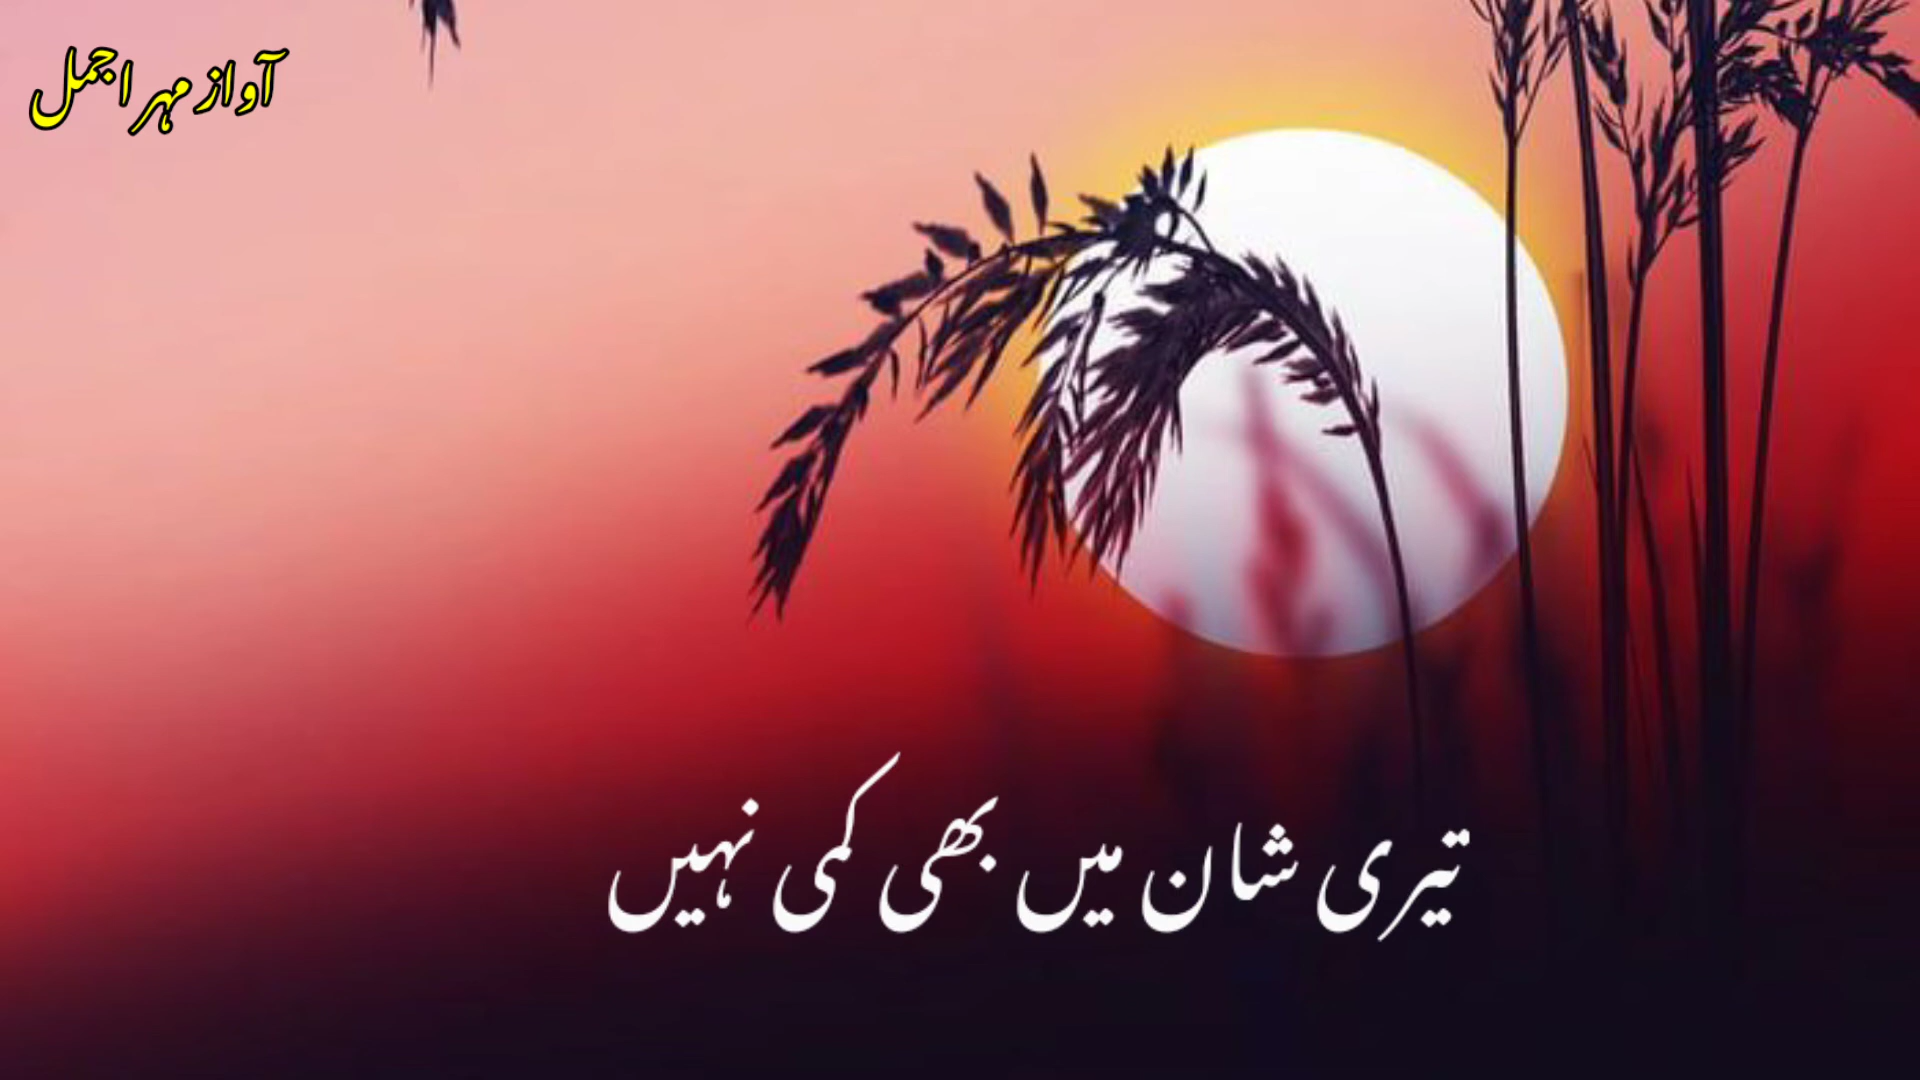 آواز مہر اجمل
تیری شان میں بھی کمی نہیں